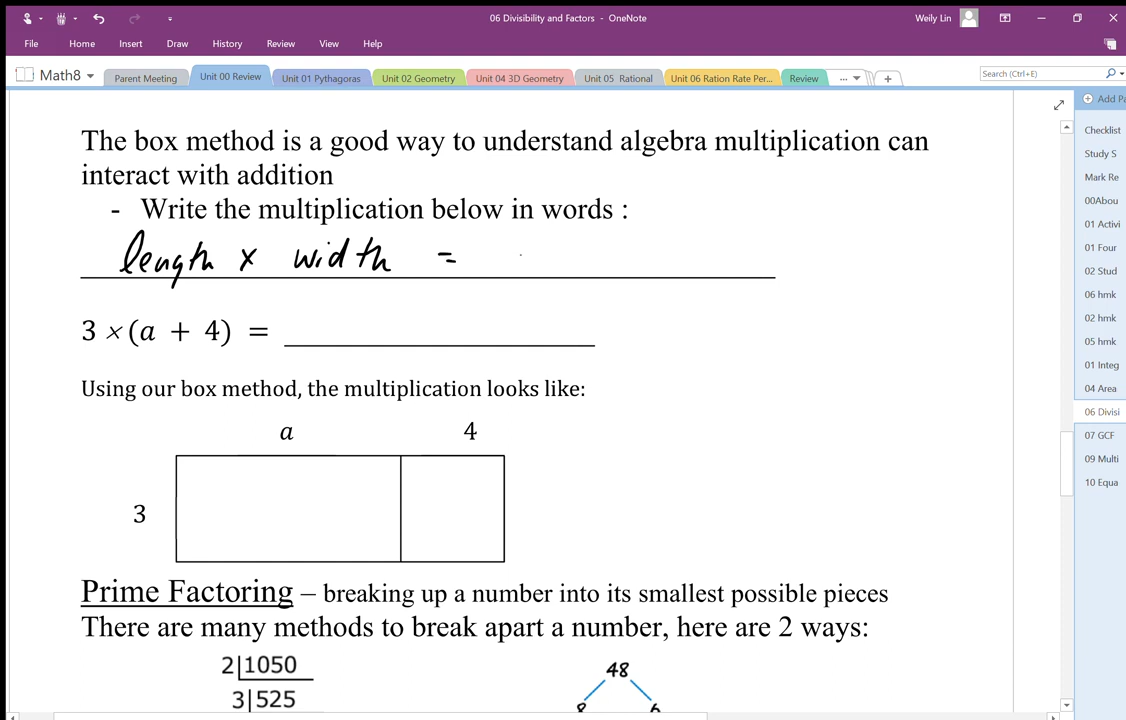 06 Divisibility and Factors - OneNote
Weily Lin
File Home Insert Draw History Review View Help
Math8
Parent Meeting
Unit 00 Review
Unit 01 Pythagoras
Unit 02 Geometry
Unit 04 3D Geometry
Unit 05 Rational
Unit 06 Ration Rate Per...
Review
...
Search (Ctrl+E)
Add Pa
The box method is a good way to understand algebra multiplication can
interact with addition
- Write the multiplication below in words :
length × width =
3 ×(a + 4) =
Using our box method, the multiplication looks like:
a 4
3
Prime Factoring – breaking up a number into its smallest possible pieces
There are many methods to break apart a number, here are 2 ways:
2 1050
3 525
48
8 6
Checklist
Study S
Mark Re
00Abou
01 Activi
01 Four
02 Stud
06 hmk
02 hmk
05 hmk
01 Integ
04 Area
06 Divisi
07 GCF
09 Multi
10 Equa